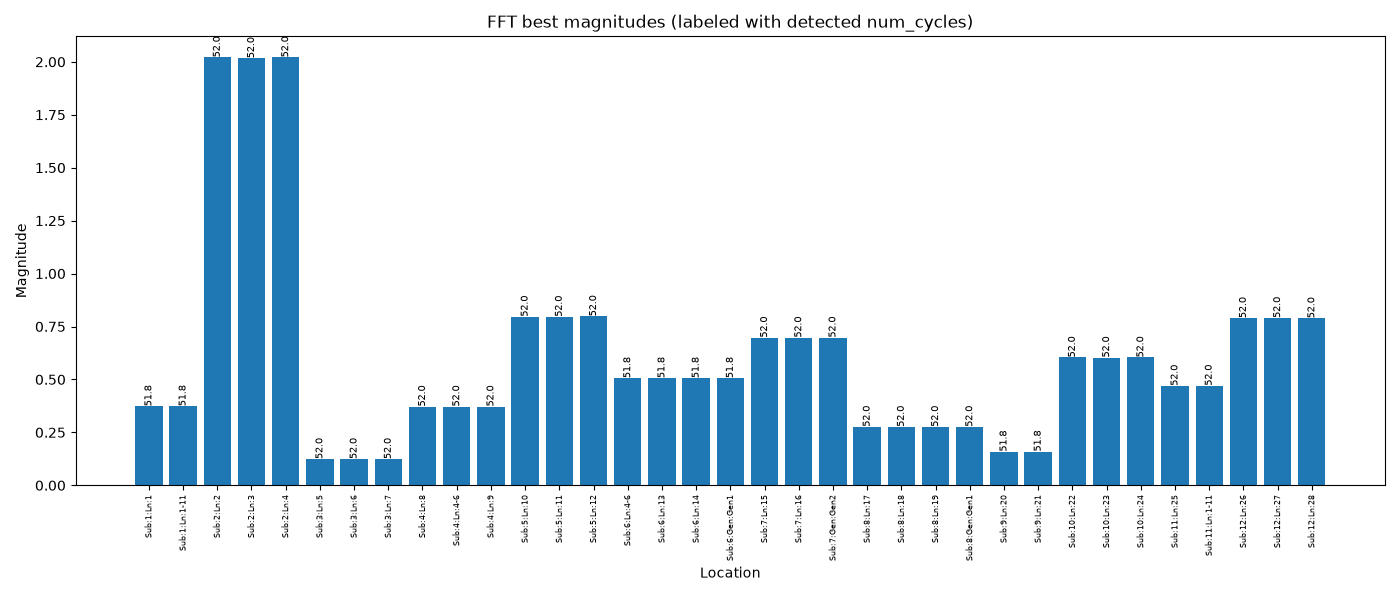 FFT best magnitudes (labeled with detected num_cycles)
Magnitude
2.00
1.75
1.50
1.25
1.00
0.75
0.50
0.25
0.00
51.8
51.8
52.0
52.0
52.0
52.0
52.0
52.0
52.0
52.0
52.0
52.0
52.0
52.0
51.8
51.8
51.8
51.8
52.0
52.0
52.0
52.0
52.0
52.0
52.0
51.8
51.8
52.0
52.0
52.0
52.0
52.0
52.0
52.0
52.0
Sub:1:Ln:1
Sub:1:Ln:1-11
Sub:2:Ln:2
Sub:2:Ln:3
Sub:2:Ln:4
Sub:3:Ln:5
Sub:3:Ln:6
Sub:3:Ln:7
Sub:4:Ln:8
Sub:4:Ln:4-6
Sub:4:Ln:9
Sub:5:Ln:10
Sub:5:Ln:11
Sub:5:Ln:12
Sub:6:Ln:4-6
Sub:6:Ln:13
Sub:6:Ln:14
Sub:6:Gen:Gen1
Sub:7:Ln:15
Sub:7:Ln:16
Sub:7:Gen:Gen2
Sub:8:Ln:17
Sub:8:Ln:18
Sub:8:Ln:19
Sub:8:Gen:Gen1
Sub:9:Ln:20
Sub:9:Ln:21
Sub:10:Ln:22
Sub:10:Ln:23
Sub:10:Ln:24
Sub:11:Ln:25
Sub:11:Ln:1-11
Sub:12:Ln:26
Sub:12:Ln:27
Sub:12:Ln:28
Location